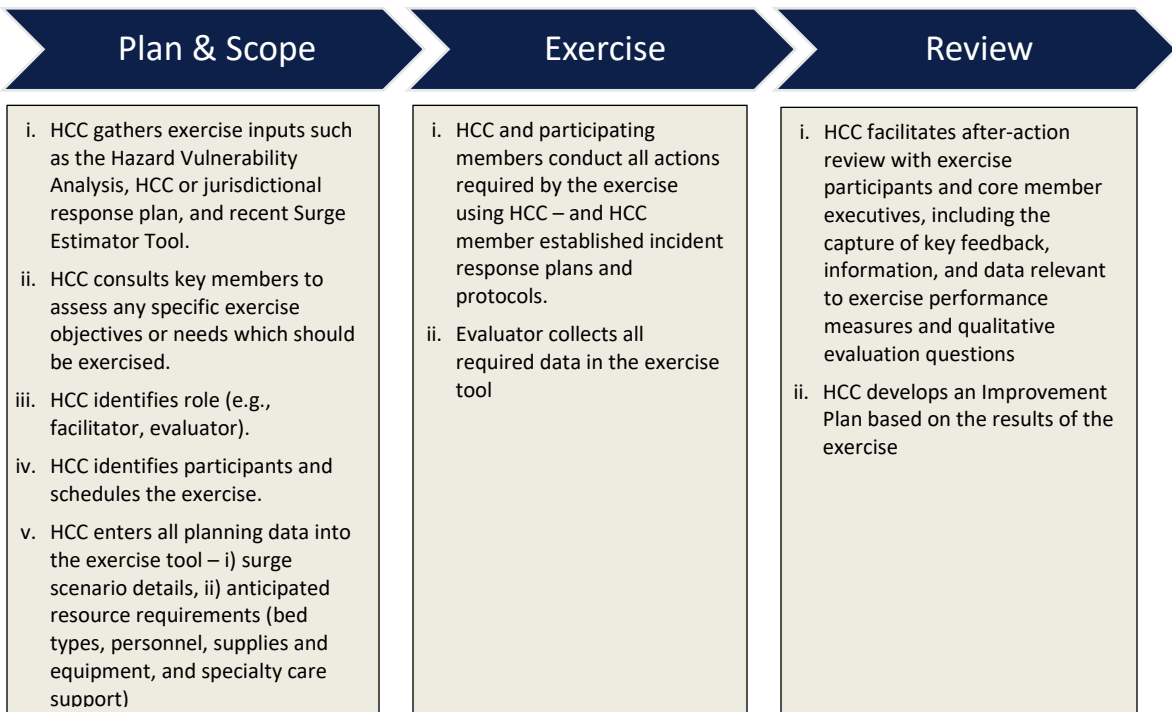 Plan & Scope
Exercise
Review
i. HCC gathers exercise inputs such
as the Hazard Vulnerability
Analysis, HCC or jurisdictional
response plan, and recent Surge
Estimator Tool.
ii. HCC consults key members to
assess any specific exercise
objectives or needs which should
be exercised.
iii. HCC identifies role (e.g.,
facilitator, evaluator).
iv. HCC identifies participants and
schedules the exercise.
v. HCC enters all planning data into
the exercise tool – i) surge
scenario details, ii) anticipated
resource requirements (bed
types, personnel, supplies and
equipment, and specialty care
support)
i. HCC and participating
members conduct all actions
required by the exercise
using HCC – and HCC
member established incident
response plans and
protocols.
ii. Evaluator collects all
required data in the exercise
tool
i. HCC facilitates after-action
review with exercise
participants and core member
executives, including the
capture of key feedback,
information, and data relevant
to exercise performance
measures and qualitative
evaluation questions
ii. HCC develops an Improvement
Plan based on the results of the
exercise